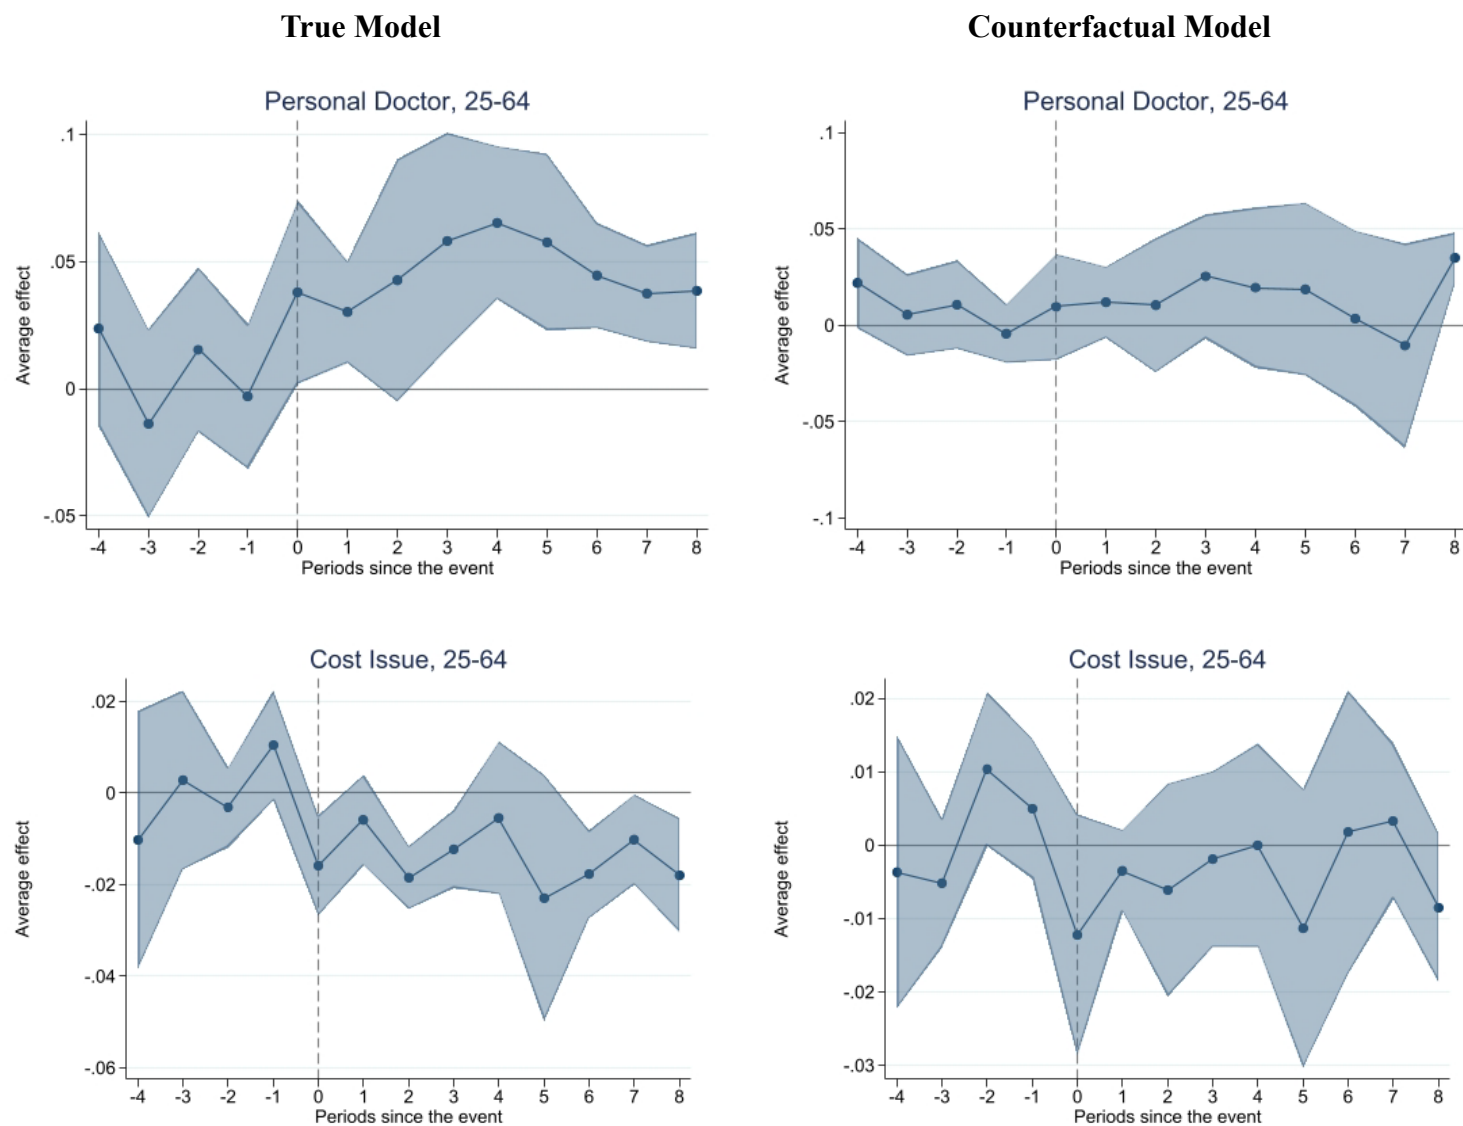 True Model
Counterfactual Model
Personal Doctor, 25-64
.1
.05
0
-.05
Average effect
-4 -3 -2 -1 0 1 2 3 4 5 6 7 8
Periods since the event
Personal Doctor, 25-64
.1
.05
0
-.05
-.1
Average effect
-4 -3 -2 -1 0 1 2 3 4 5 6 7 8
Periods since the event
Cost Issue, 25-64
.02
0
-.02
-.04
-.06
Average effect
-4 -3 -2 -1 0 1 2 3 4 5 6 7 8
Periods since the event
Cost Issue, 25-64
.02
.01
0
-.01
-.02
-.03
Average effect
-4 -3 -2 -1 0 1 2 3 4 5 6 7 8
Periods since the event